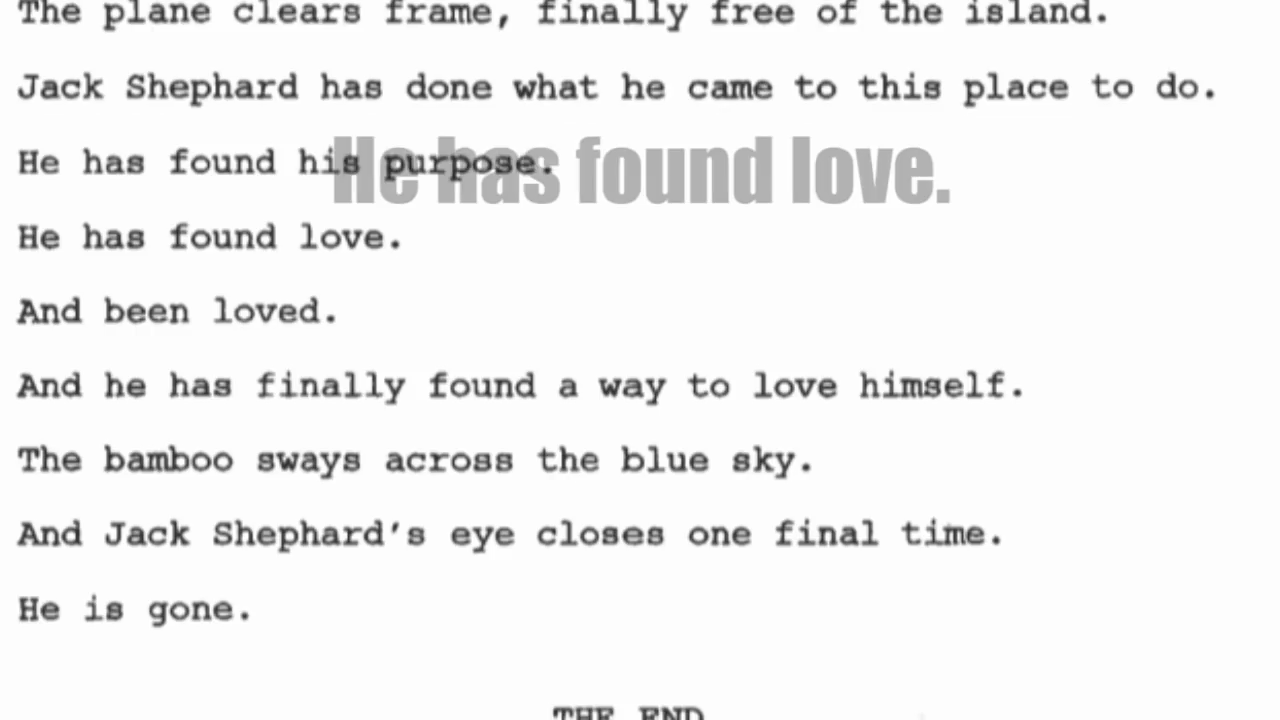 The plane clears frame, finally free of the island.
Jack Shephard has done what he came to this place to do.
He has found his purpose.
He has found love.
He has found love.
And been loved.
And he has finally found a way to love himself.
The bamboo sways across the blue sky.
And Jack Shephard's eye closes one final time.
He is gone.
THE END